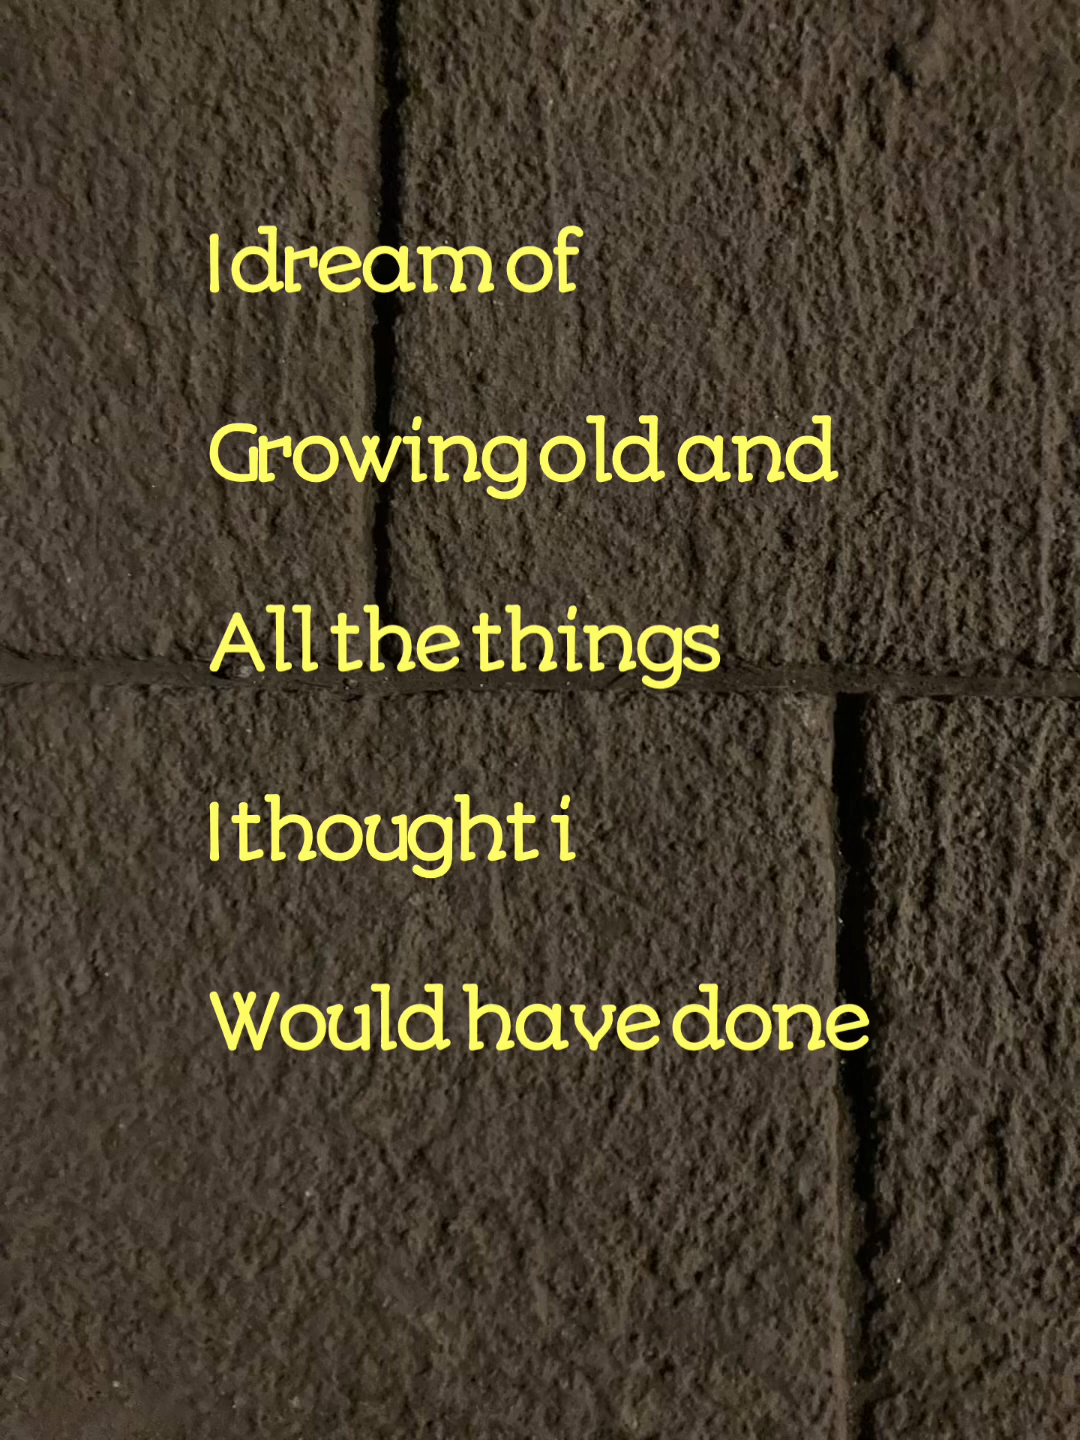 I dream of
Growing old and
All the things
I thought i
Would have done